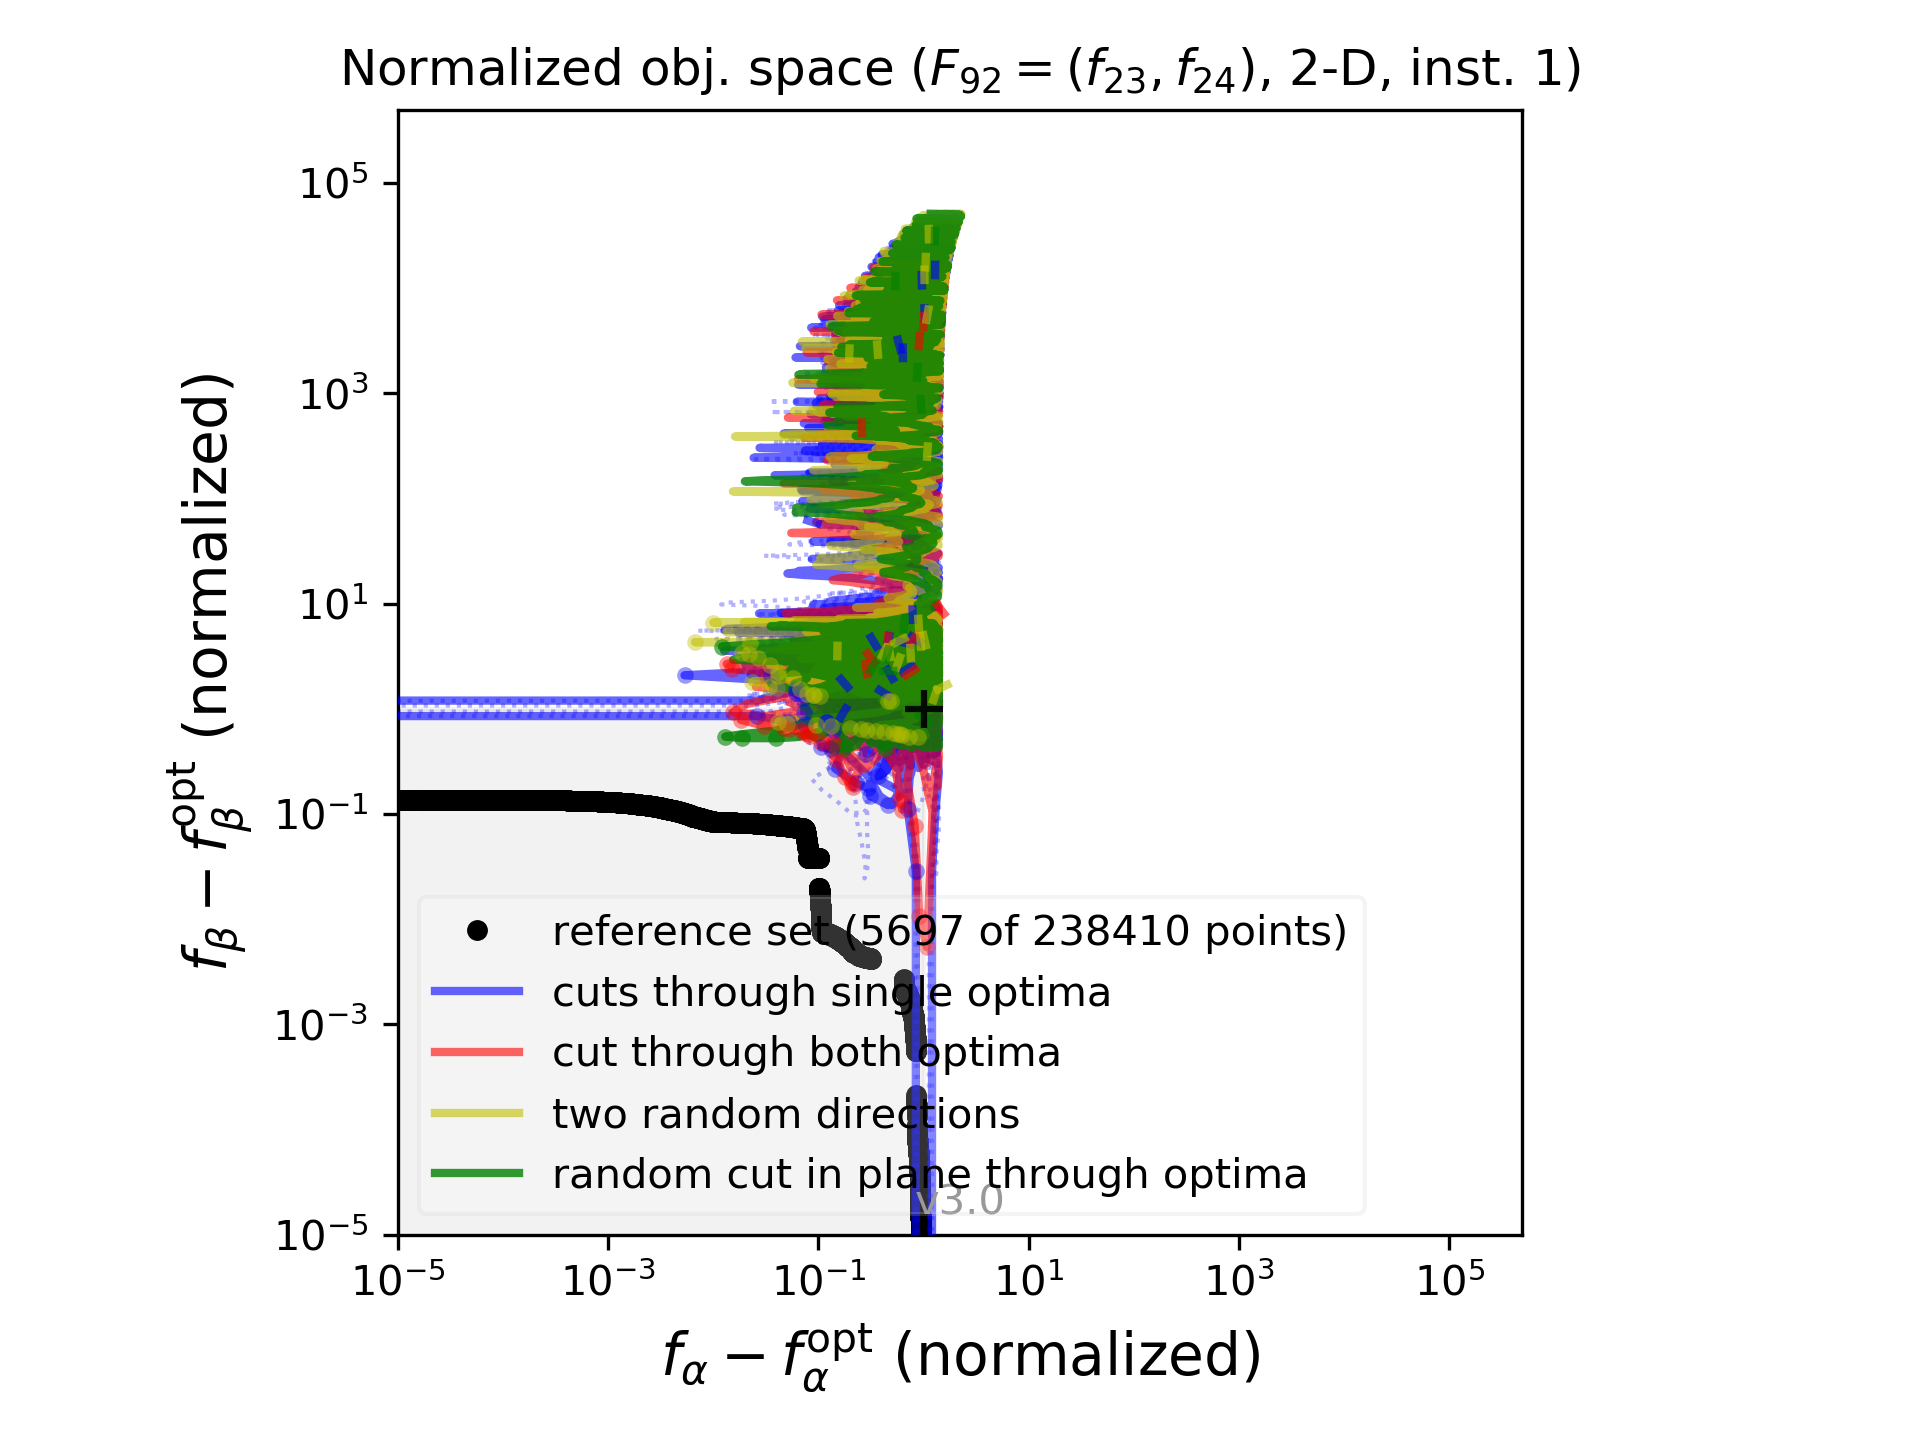 Normalized obj. space (F₉₂ = (f₂₃, f₂₄), 2-D, inst. 1)
10⁵
10³
10¹
10⁻¹
10⁻³
10⁻⁵
f_β − f_β^opt (normalized)
reference set (5697 of 238410 points)
cuts through single optima
cut through both optima
two random directions
random cut in plane through optima
v3.0
10⁻⁵ 10⁻³ 10⁻¹ 10¹ 10³ 10⁵
f_α − f_α^opt (normalized)